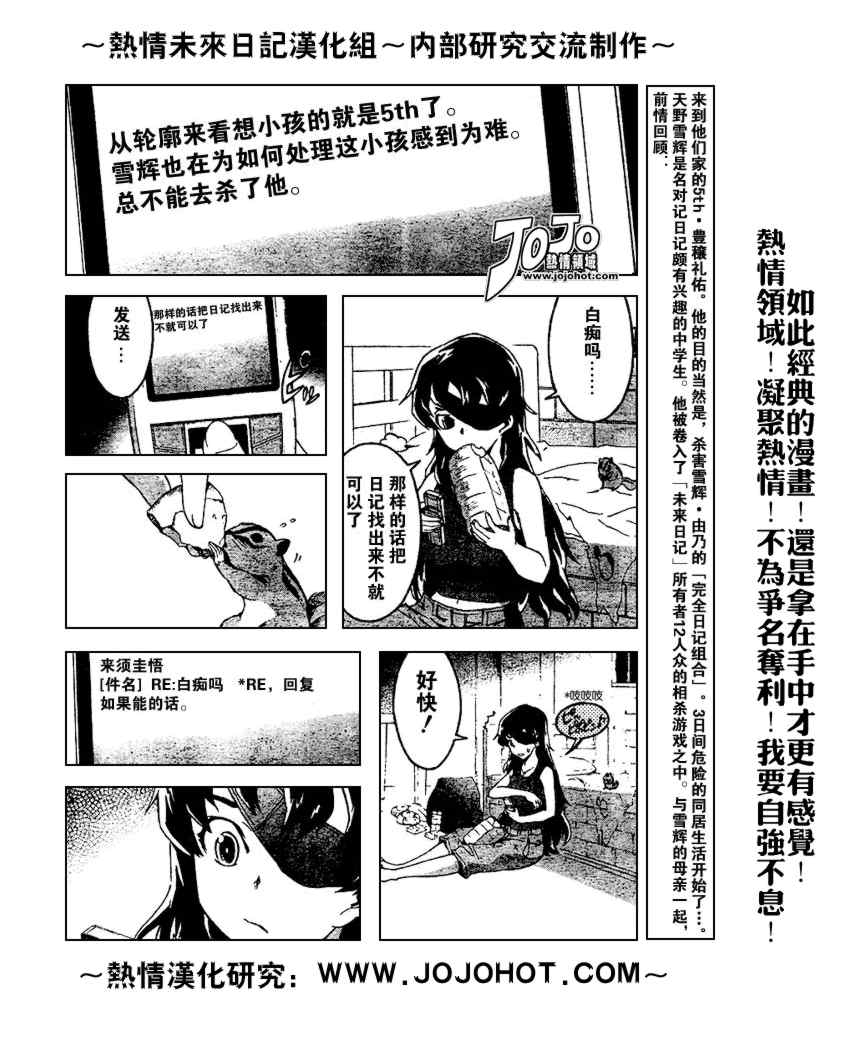 ～熱情未來日記漢化組～内部研究交流制作～
从轮廓来看想小孩的就是5th了。
雪辉也在为如何处理这小孩感到为难。
总不能去杀了他。
JOJO
熱情領域
www.jojohot.com
前情回顾：
天野雪辉是名对记日记颇有兴趣的中学生。他被卷入了「未来日记」所有者12人众的相杀游戏之中。与雪辉的母亲一起，
来到他们家的5th·豊穰礼佑。他的目的当然是，杀害雪辉·由乃的「完全日记组合」。3日间危险的同居生活开始了…。
白痴吗……
那样的话把
日记找出来不就
可以了
那样的话把日记找出来
不就可以了
发送…
来须圭悟
[件名] RE:白痴吗 *RE，回复
如果能的话。
好快！
*吱吱吱
如此經典的漫畫！還是拿在手中才更有感覺！
熱情領域！凝聚熱情！不為爭名奪利！我要自強不息！
～熱情漢化研究：WWW.JOJOHOT.COM～